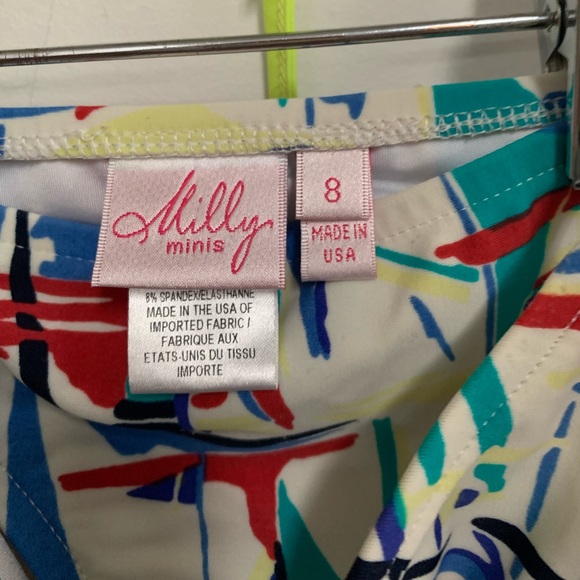 Milly
minis
8
MADE IN
USA
8% SPANDEX/ELASTHANNE
MADE IN THE USA OF
IMPORTED FABRIC /
FABRIQUE AUX
ETATS-UNIS DU TISSU
IMPORTE